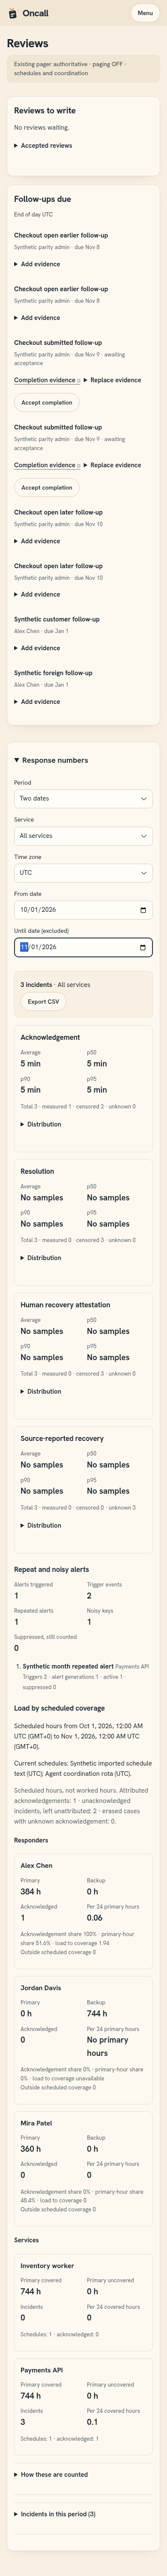 Oncall
Menu
Reviews
Existing pager authoritative · paging OFF ·
schedules and coordination
Reviews to write
No reviews waiting.
Accepted reviews
Follow-ups due
End of day UTC
Checkout open earlier follow-up
Synthetic parity admin · due Nov 8
Add evidence
Checkout open earlier follow-up
Synthetic parity admin · due Nov 8
Add evidence
Checkout submitted follow-up
Synthetic parity admin · due Nov 9 · awaiting
acceptance
Completion evidence
Replace evidence
Accept completion
Checkout submitted follow-up
Synthetic parity admin · due Nov 9 · awaiting
acceptance
Completion evidence
Replace evidence
Accept completion
Checkout open later follow-up
Synthetic parity admin · due Nov 10
Add evidence
Checkout open later follow-up
Synthetic parity admin · due Nov 10
Add evidence
Synthetic customer follow-up
Alex Chen · due Jan 1
Add evidence
Synthetic foreign follow-up
Alex Chen · due Jan 1
Add evidence
Response numbers
Period
Two dates
Service
All services
Time zone
UTC
From date
10/01/2026
Until date (excluded)
11/01/2026
3 incidents · All services
Export CSV
Acknowledgement
Average p50
5 min 5 min
p90 p95
5 min 5 min
Total 3 · measured 1 · censored 2 · unknown 0
Distribution
Resolution
Average p50
No samples No samples
p90 p95
No samples No samples
Total 3 · measured 0 · censored 3 · unknown 0
Distribution
Human recovery attestation
Average p50
No samples No samples
p90 p95
No samples No samples
Total 3 · measured 0 · censored 3 · unknown 0
Distribution
Source-reported recovery
Average p50
No samples No samples
p90 p95
No samples No samples
Total 3 · measured 0 · censored 0 · unknown 3
Distribution
Repeat and noisy alerts
Alerts triggered Trigger events
1 2
Repeated alerts Noisy keys
1 1
Suppressed, still counted
0
1. Synthetic month repeated alert Payments API
Triggers 2 · alert generations 1 · active 1 ·
suppressed 0
Load by scheduled coverage
Scheduled hours from Oct 1, 2026, 12:00 AM
UTC (GMT+0) to Nov 1, 2026, 12:00 AM UTC
(GMT+0).
Current schedules: Synthetic imported schedule
text (UTC); Agent coordination rota (UTC).
Scheduled hours, not worked hours. Attributed
acknowledgements: 1 · unacknowledged
incidents, left unattributed: 2 · erased cases
with unknown acknowledgement: 0.
Responders
Alex Chen
Primary Backup
384 h 0 h
Acknowledged Per 24 primary hours
1 0.06
Acknowledgement share 100% · primary-hour
share 51.6% · load to coverage 1.94
Outside scheduled coverage 0
Jordan Davis
Primary Backup
0 h 744 h
Acknowledged Per 24 primary hours
0 No primary
hours
Acknowledgement share 0% · primary-hour share
0% · load to coverage unavailable
Outside scheduled coverage 0
Mira Patel
Primary Backup
360 h 0 h
Acknowledged Per 24 primary hours
0 0
Acknowledgement share 0% · primary-hour share
48.4% · load to coverage 0
Outside scheduled coverage 0
Services
Inventory worker
Primary covered Primary uncovered
744 h 0 h
Incidents Per 24 covered hours
0 0
Schedules: 1 · acknowledged: 0
Payments API
Primary covered Primary uncovered
744 h 0 h
Incidents Per 24 covered hours
3 0.1
Schedules: 1 · acknowledged: 1
How these are counted
Incidents in this period (3)